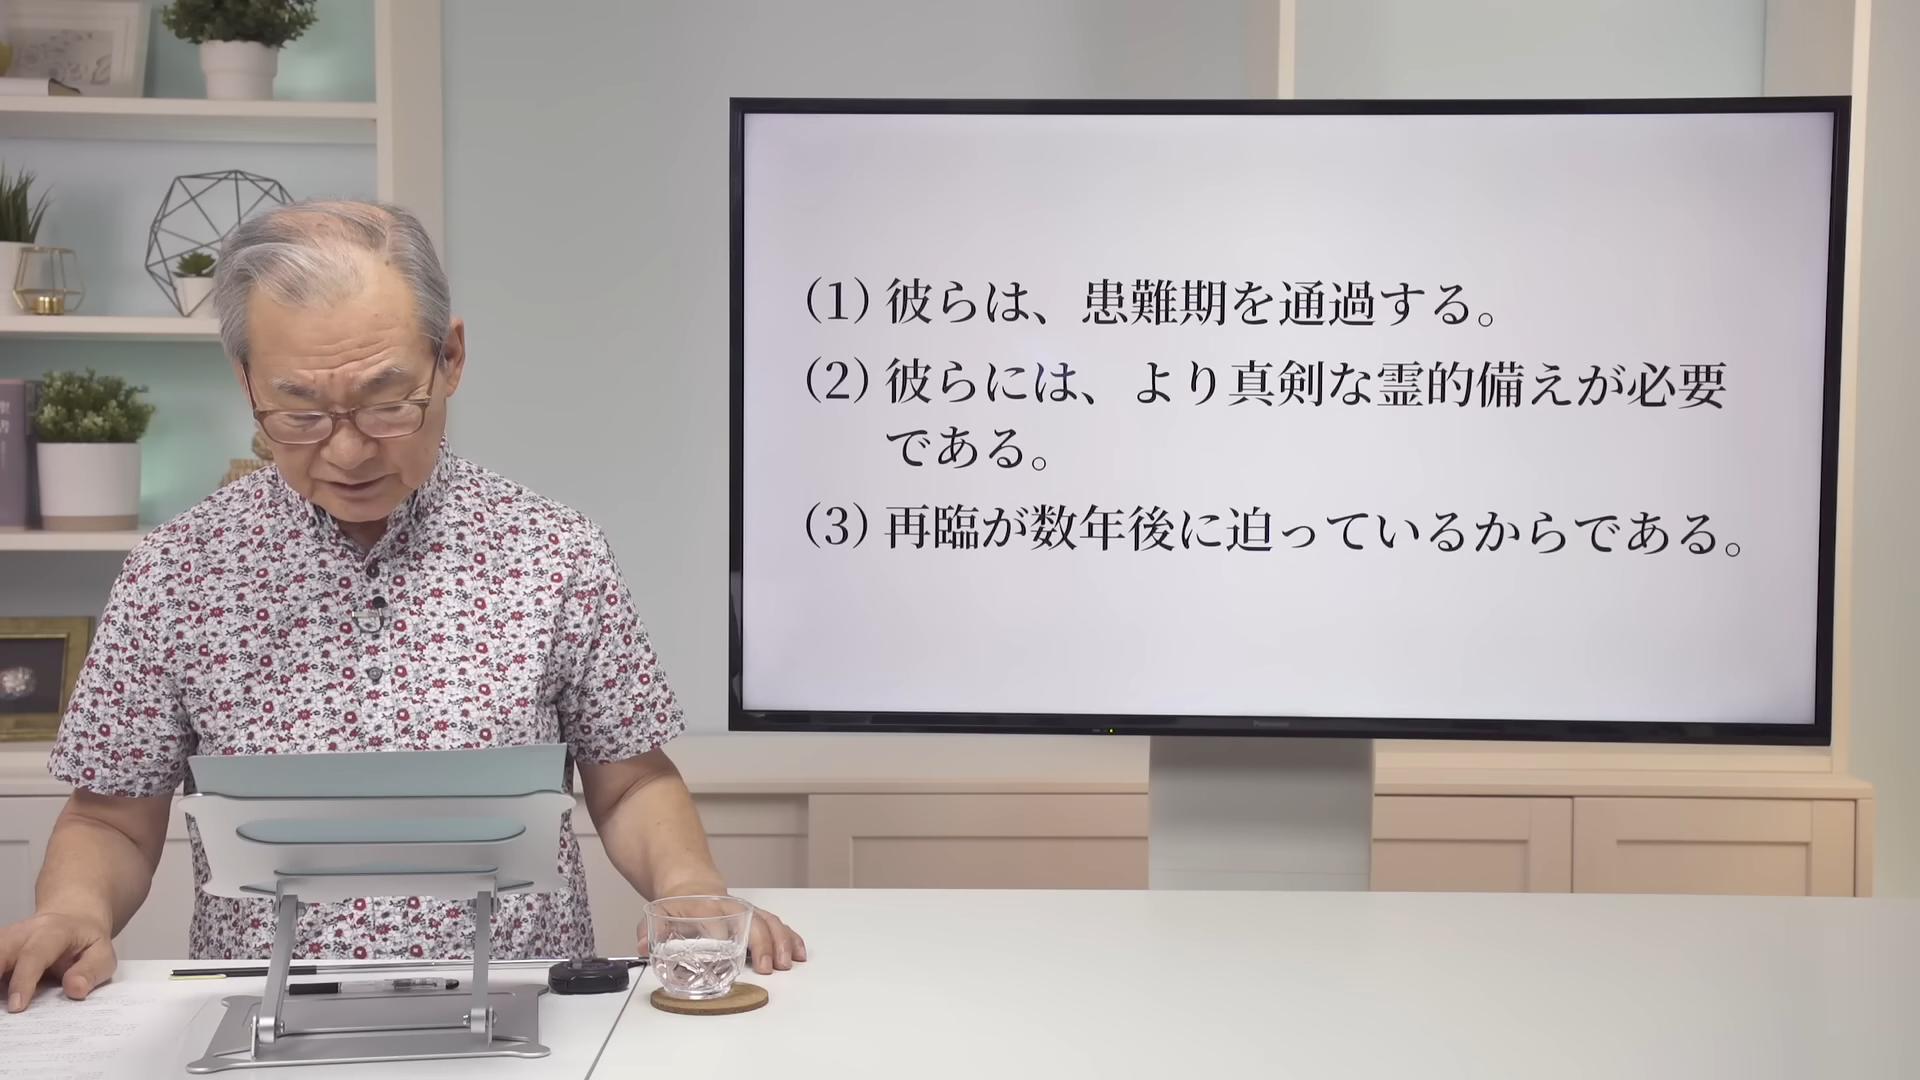 (1) 彼らは、患難期を通過する。
(2) 彼らには、より真剣な霊的備えが必要
である。
(3) 再臨が数年後に迫っているからである。
Panasonic